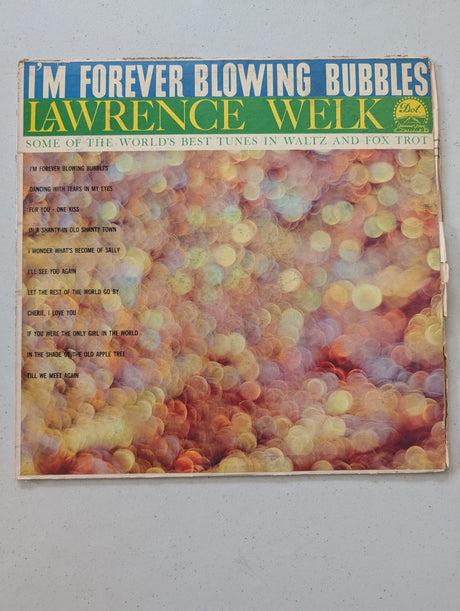 I'M FOREVER BLOWING BUBBLES
LAWRENCE WELK
Dot
SOME OF THE WORLD'S BEST TUNES IN WALTZ AND FOX TROT
I'M FOREVER BLOWING BUBBLES
DANCING WITH TEARS IN MY EYES
FOR YOU - ONE KISS
IN A SHANTY IN OLD SHANTY TOWN
I WONDER WHAT'S BECOME OF SALLY
I'LL SEE YOU AGAIN
LET THE REST OF THE WORLD GO BY
CHERIE, I LOVE YOU
IF YOU WERE THE ONLY GIRL IN THE WORLD
IN THE SHADE OF THE OLD APPLE TREE
TILL WE MEET AGAIN